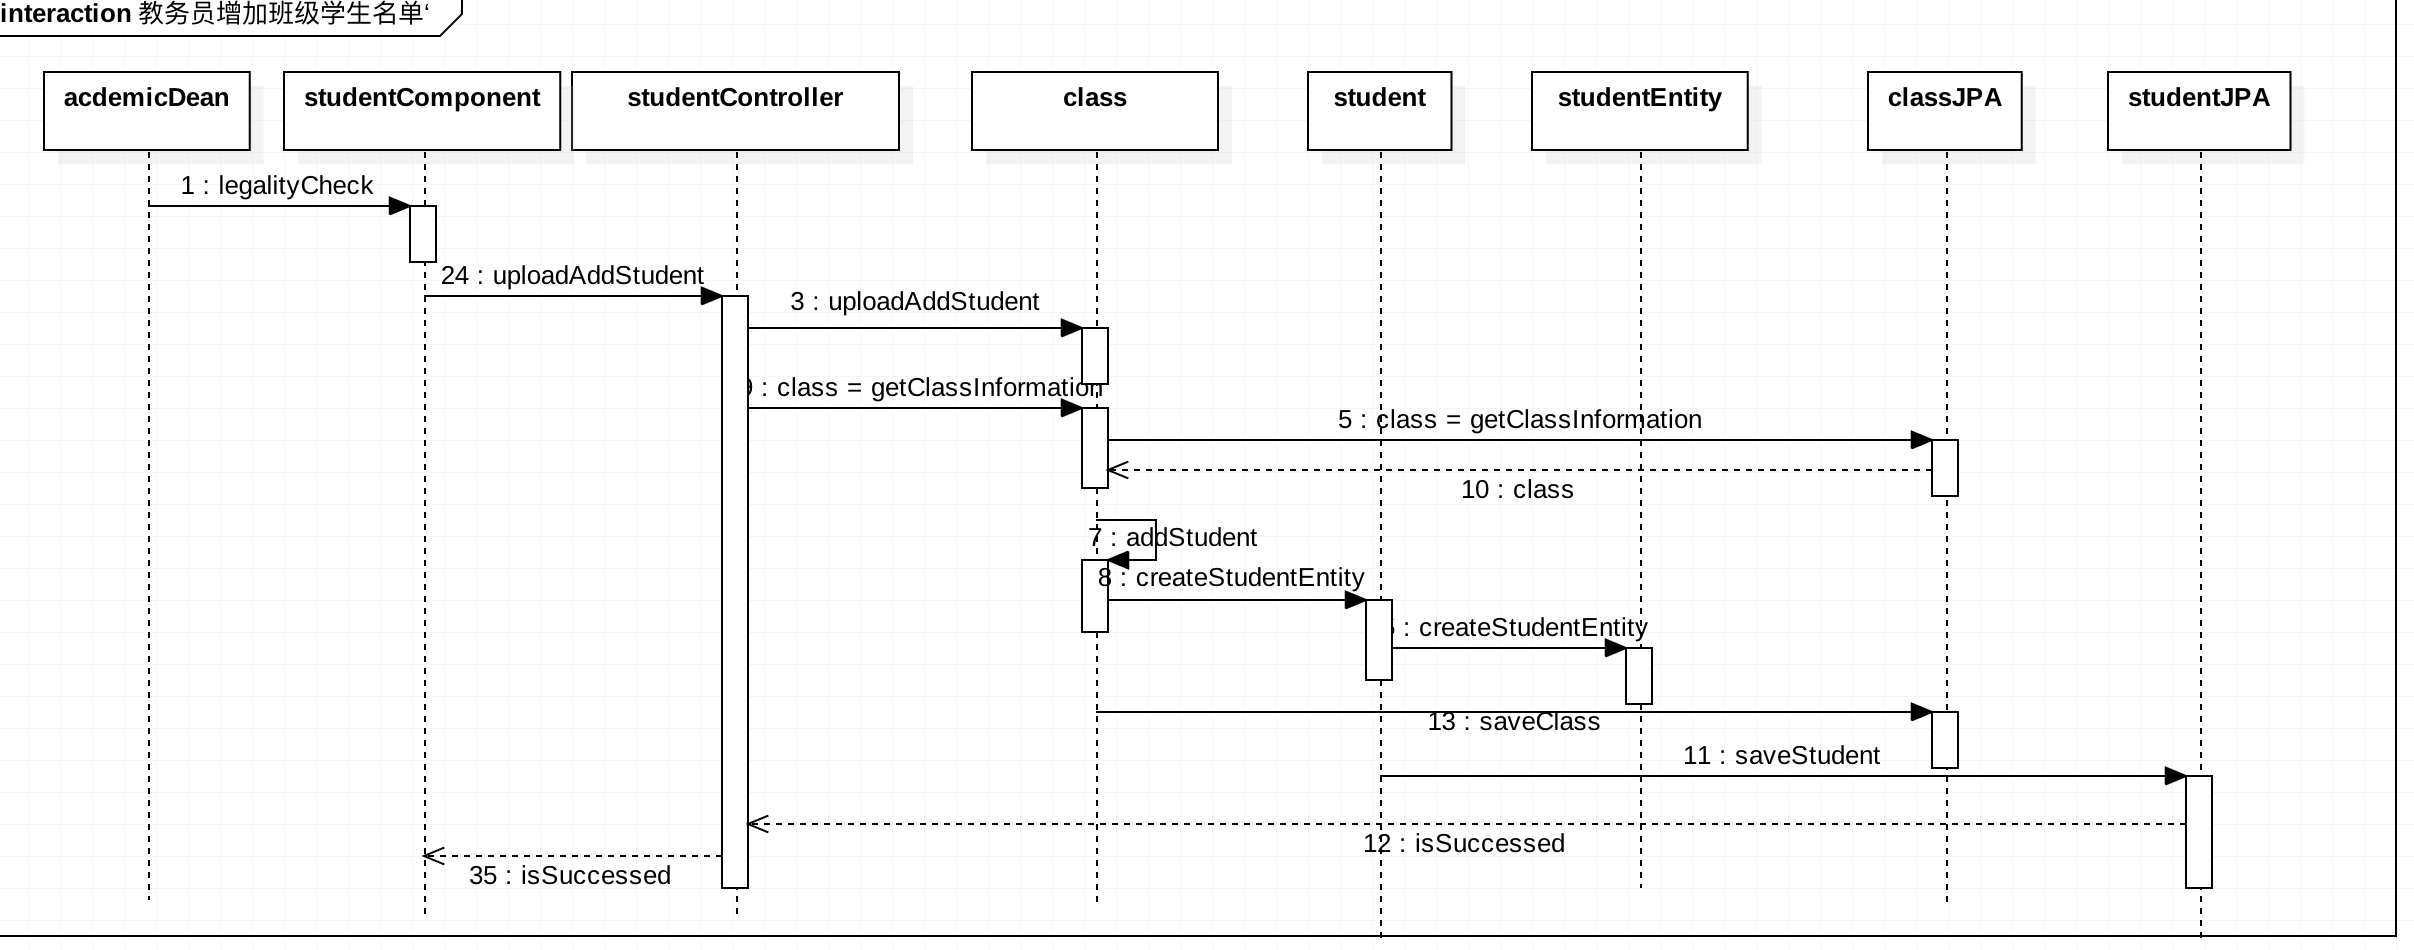 interaction 教务员增加班级学生名单‘
acdemicDean
studentComponent
studentController
class
student
studentEntity
classJPA
studentJPA
1 : legalityCheck
24 : uploadAddStudent
3 : uploadAddStudent
: class = getClassInformation
5 : class = getClassInformation
10 : class
7 : addStudent
8 : createStudentEntity
: createStudentEntity
13 : saveClass
11 : saveStudent
12 : isSuccessed
35 : isSuccessed